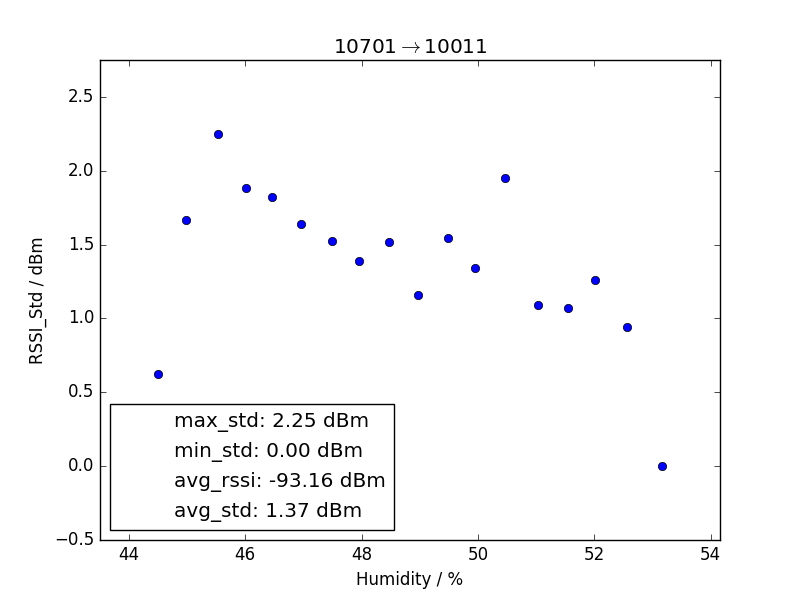 10701→10011
2.5
2.0
1.5
1.0
0.5
0.0
−0.5
RSSI_Std / dBm
max_std: 2.25 dBm
min_std: 0.00 dBm
avg_rssi: -93.16 dBm
avg_std: 1.37 dBm
44 46 48 50 52 54
Humidity / %